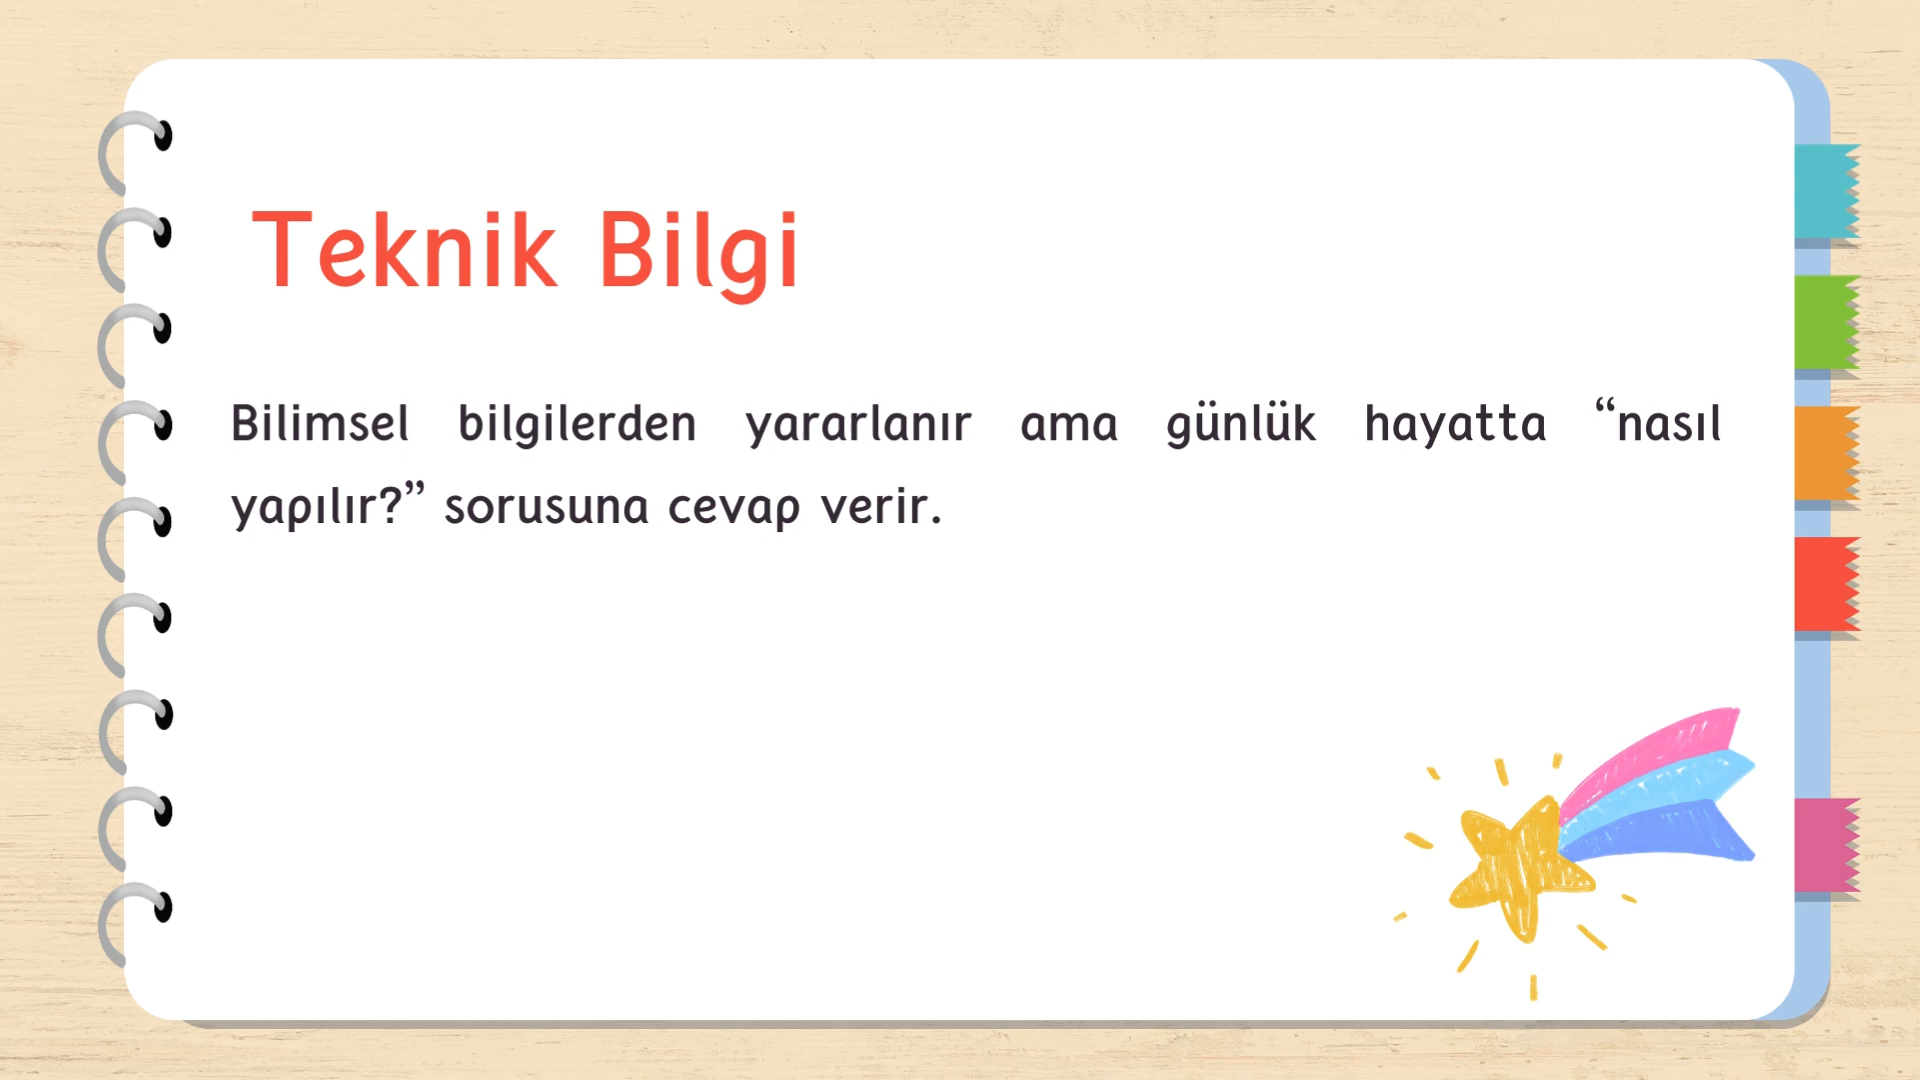 Teknik Bilgi
Bilimsel bilgilerden yararlanır ama günlük hayatta “nasıl
yapılır?” sorusuna cevap verir.